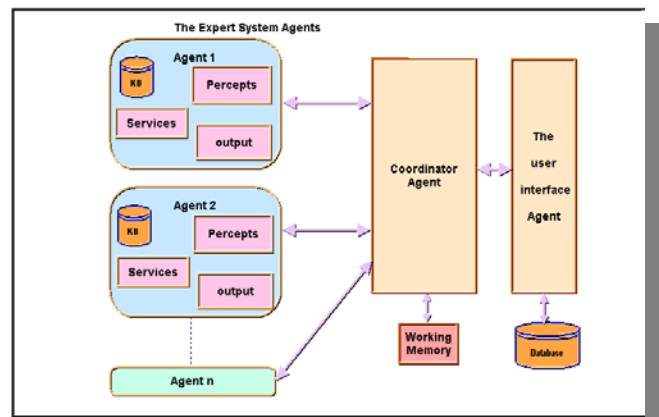 The Expert System Agents
Agent 1
KB
Percepts
Services
output
Agent 2
KB
Percepts
Services
output
Agent n
Coordinator
Agent
The
user
interface
Agent
Working
Memory
Database